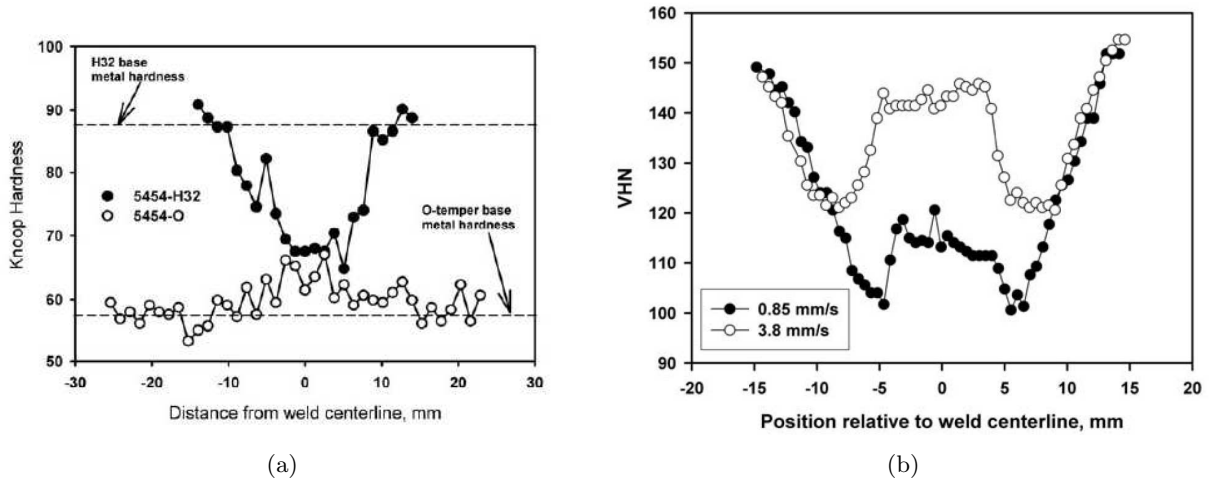 100
90
80
70
60
50
Knoop Hardness
H32 base
metal hardness
5454-H32
5454-O
O-temper base
metal hardness
-30
-20
-10
0
10
20
30
Distance from weld centerline, mm
(a)
160
150
140
130
120
110
100
90
VHN
0.85 mm/s
3.8 mm/s
-20
-15
-10
-5
0
5
10
15
20
Position relative to weld centerline, mm
(b)